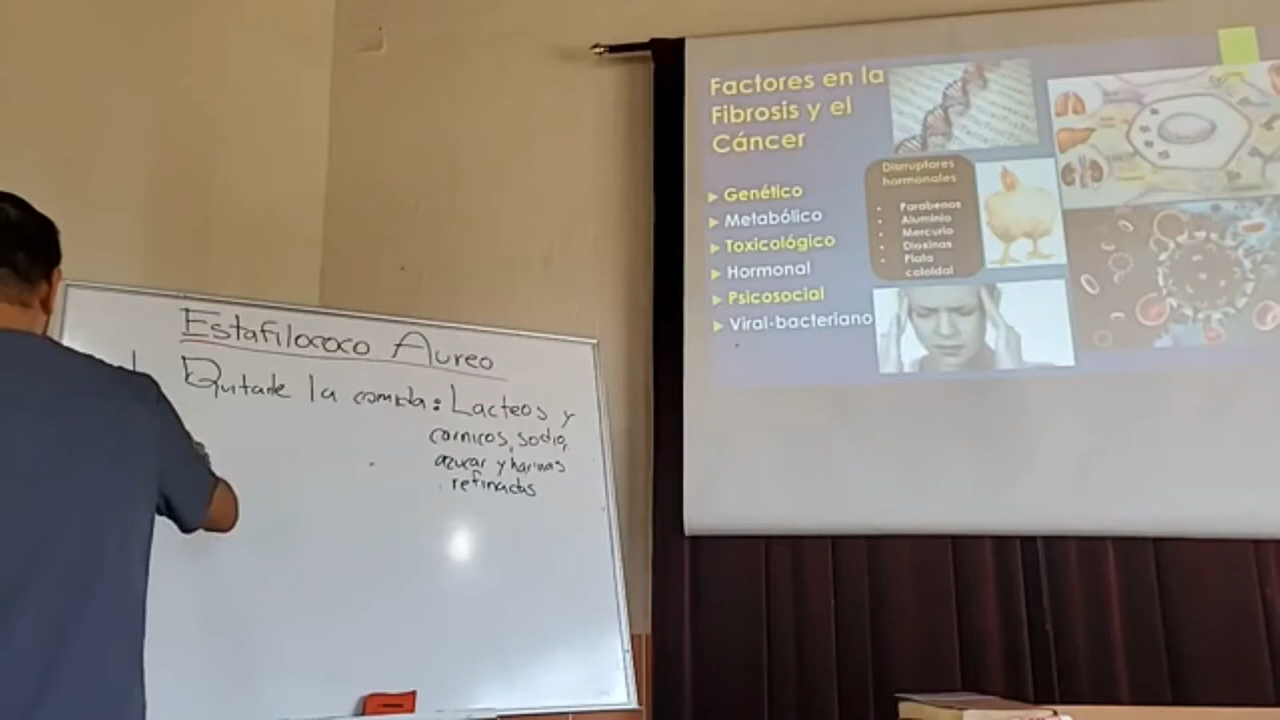 Estafilococo Aureo
Quitarle la comida: Lacteos y
carnicos, sodio,
azucar y harinas
refinadas
Factores en la
Fibrosis y el
Cáncer
Genético
Metabólico
Toxicológico
Hormonal
Psicosocial
Viral-bacteriano
Disruptores
hormonales
Parabenos
Aluminio
Mercurio
Dioxinas
Plata
coloidal